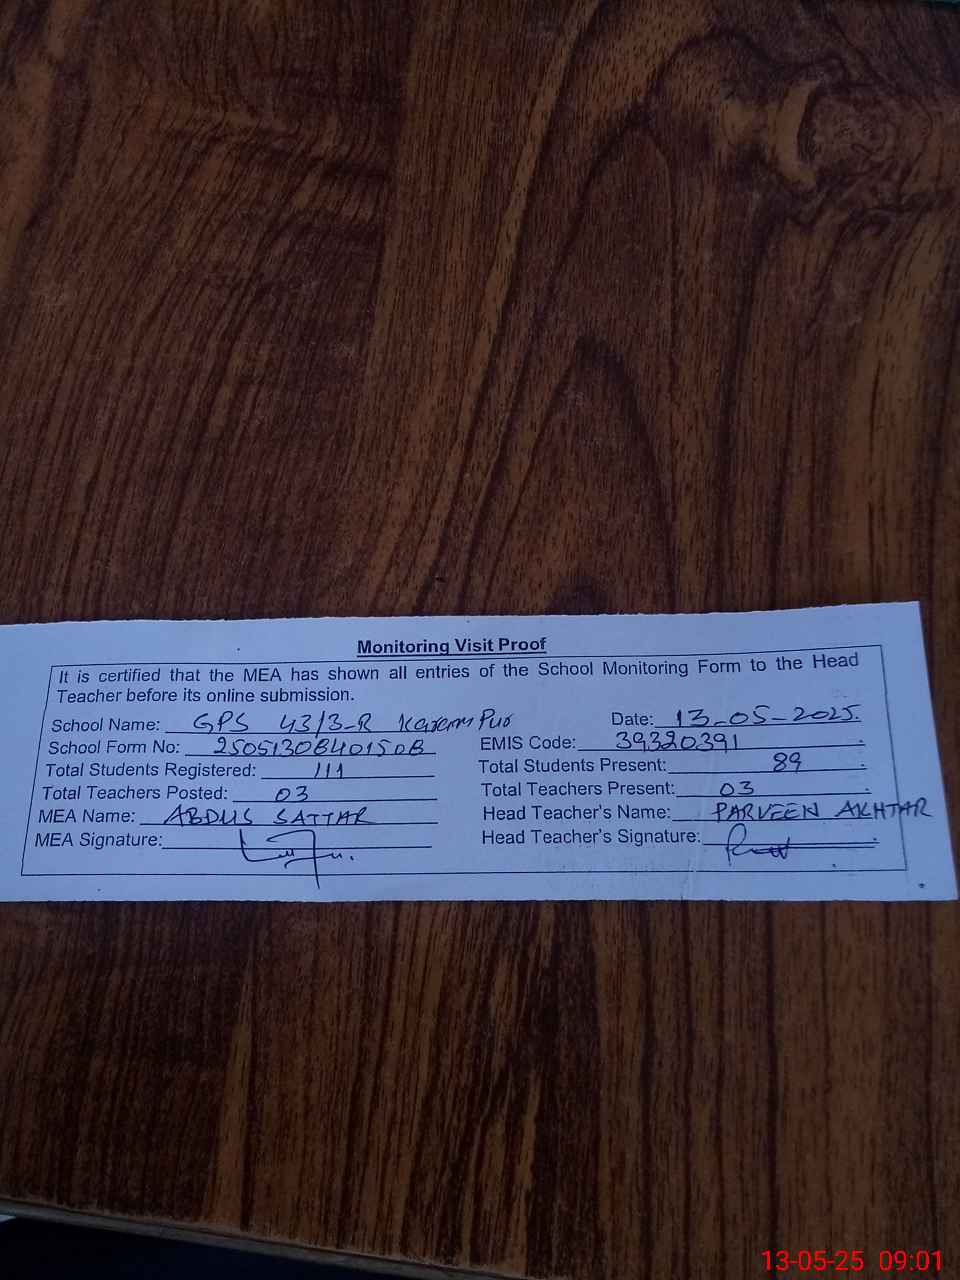 Monitoring Visit Proof
It is certified that the MEA has shown all entries of the School Monitoring Form to the Head
Teacher before its online submission.
School Name: GPS 43/3-R Karem Pur Date: 13-05-2025.
School Form No: 250513084015DB EMIS Code: 39320391
Total Students Registered: 111 Total Students Present: 89
Total Teachers Posted: 03 Total Teachers Present: 03
MEA Name: ABDUS SATTAR Head Teacher's Name: PARVEEN AKHTAR
MEA Signature: Head Teacher's Signature:
13-05-25 09:01